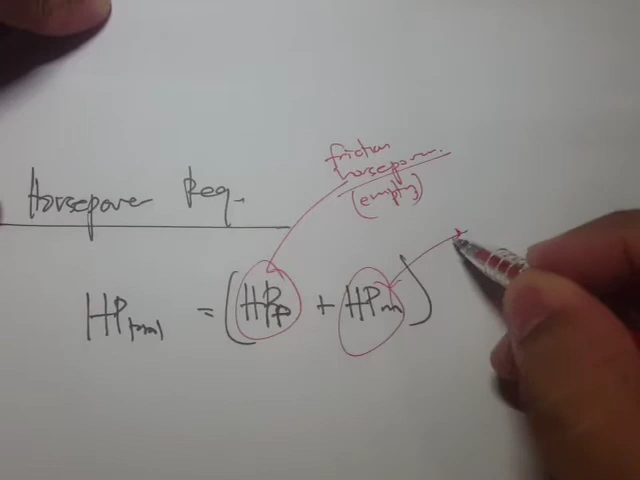 friction
horsepower.
(empty)
Horsepower Req.
HPtotal = (HPf + HPm)